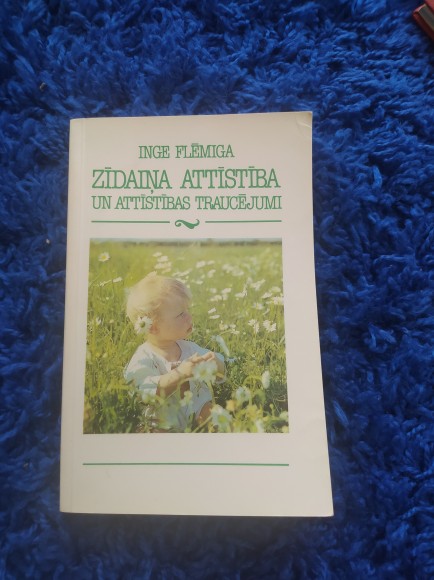 INGE FLĒMIGA
ZĪDAIŅA ATTĪSTĪBA
UN ATTĪSTĪBAS TRAUCĒJUMI